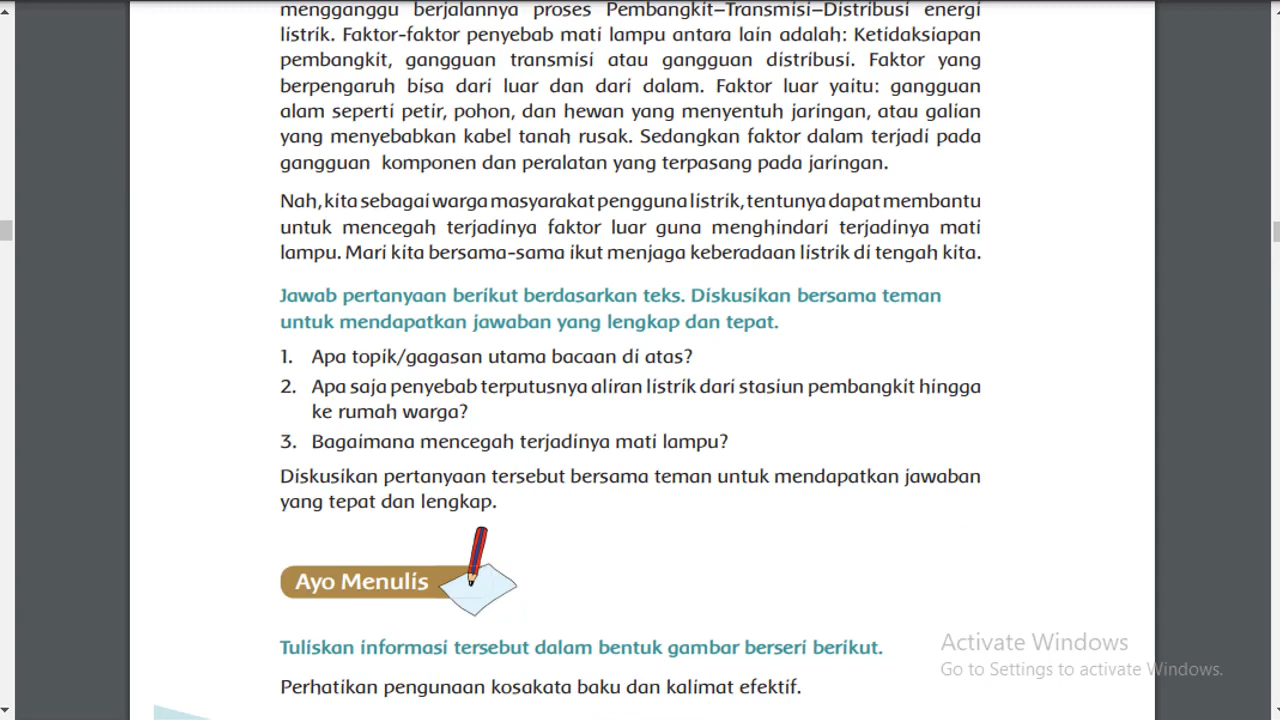 mengganggu berjalannya proses Pembangkit–Transmisi–Distribusi energi
listrik. Faktor-faktor penyebab mati lampu antara lain adalah: Ketidaksiapan
pembangkit, gangguan transmisi atau gangguan distribusi. Faktor yang
berpengaruh bisa dari luar dan dari dalam. Faktor luar yaitu: gangguan
alam seperti petir, pohon, dan hewan yang menyentuh jaringan, atau galian
yang menyebabkan kabel tanah rusak. Sedangkan faktor dalam terjadi pada
gangguan komponen dan peralatan yang terpasang pada jaringan.
Nah, kita sebagai warga masyarakat pengguna listrik, tentunya dapat membantu
untuk mencegah terjadinya faktor luar guna menghindari terjadinya mati
lampu. Mari kita bersama-sama ikut menjaga keberadaan listrik di tengah kita.
Jawab pertanyaan berikut berdasarkan teks. Diskusikan bersama teman
untuk mendapatkan jawaban yang lengkap dan tepat.
1. Apa topik/gagasan utama bacaan di atas?
2. Apa saja penyebab terputusnya aliran listrik dari stasiun pembangkit hingga
ke rumah warga?
3. Bagaimana mencegah terjadinya mati lampu?
Diskusikan pertanyaan tersebut bersama teman untuk mendapatkan jawaban
yang tepat dan lengkap.
Ayo Menulis
Tuliskan informasi tersebut dalam bentuk gambar berseri berikut.
Perhatikan pengunaan kosakata baku dan kalimat efektif.
Activate Windows
Go to Settings to activate Windows.